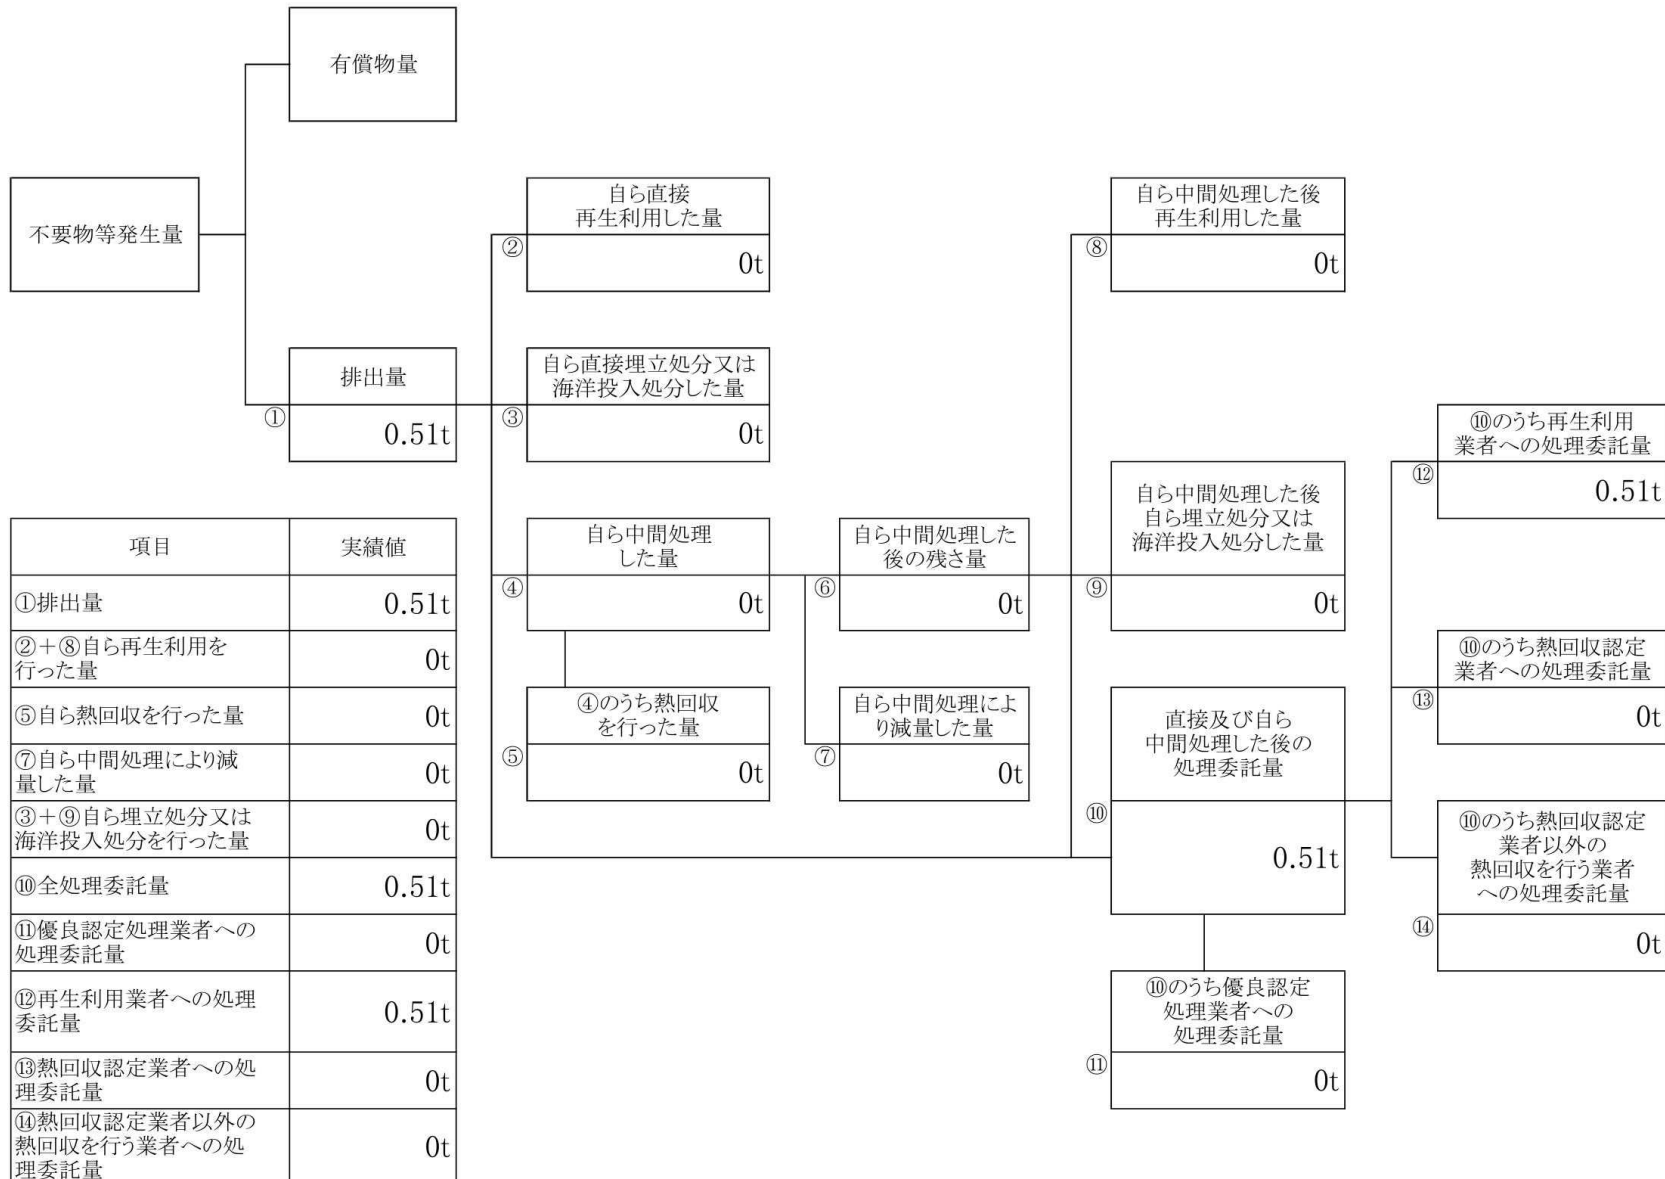 有償物量
不要物等発生量
自ら直接
再生利用した量
②
0t
自ら中間処理した後
再生利用した量
⑧
0t
排出量
①
0.51t
自ら直接埋立処分又は
海洋投入処分した量
③
0t
⑩のうち再生利用
業者への処理委託量
⑫
0.51t
自ら中間処理
した量
④
0t
自ら中間処理した
後の残さ量
⑥
0t
自ら中間処理した後
自ら埋立処分又は
海洋投入処分した量
⑨
0t
⑩のうち熱回収認定
業者への処理委託量
⑬
0t
④のうち熱回収
を行った量
⑤
0t
自ら中間処理によ
り減量した量
⑦
0t
直接及び自ら
中間処理した後の
処理委託量
⑩
0.51t
⑩のうち熱回収認定
業者以外の
熱回収を行う業者
への処理委託量
⑭
0t
⑩のうち優良認定
処理業者への
処理委託量
⑪
0t
項目 実績値
①排出量 0.51t
②＋⑧自ら再生利用を
行った量 0t
⑤自ら熱回収を行った量 0t
⑦自ら中間処理により減
量した量 0t
③＋⑨自ら埋立処分又は
海洋投入処分を行った量 0t
⑩全処理委託量 0.51t
⑪優良認定処理業者への
処理委託量 0t
⑫再生利用業者への処理
委託量 0.51t
⑬熱回収認定業者への処
理委託量 0t
⑭熱回収認定業者以外の
熱回収を行う業者への処
理委託量 0t